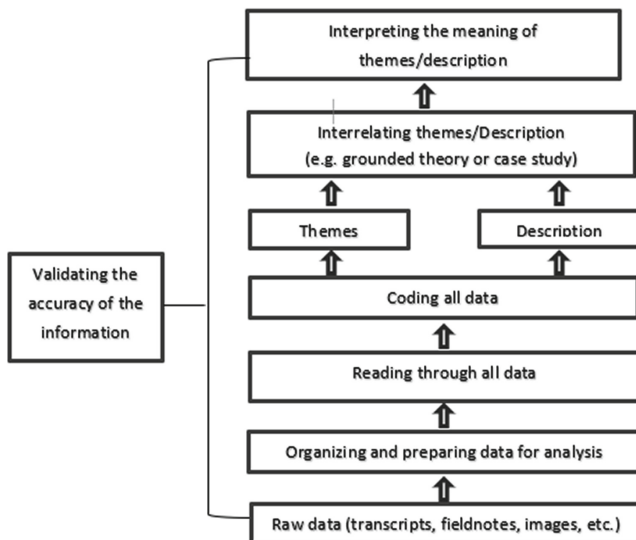 Interpreting the meaning of
themes/description
Interrelating themes/Description
(e.g. grounded theory or case study)
Themes
Description
Validating the
accuracy of the
information
Coding all data
Reading through all data
Organizing and preparing data for analysis
Raw data (transcripts, fieldnotes, images, etc.)